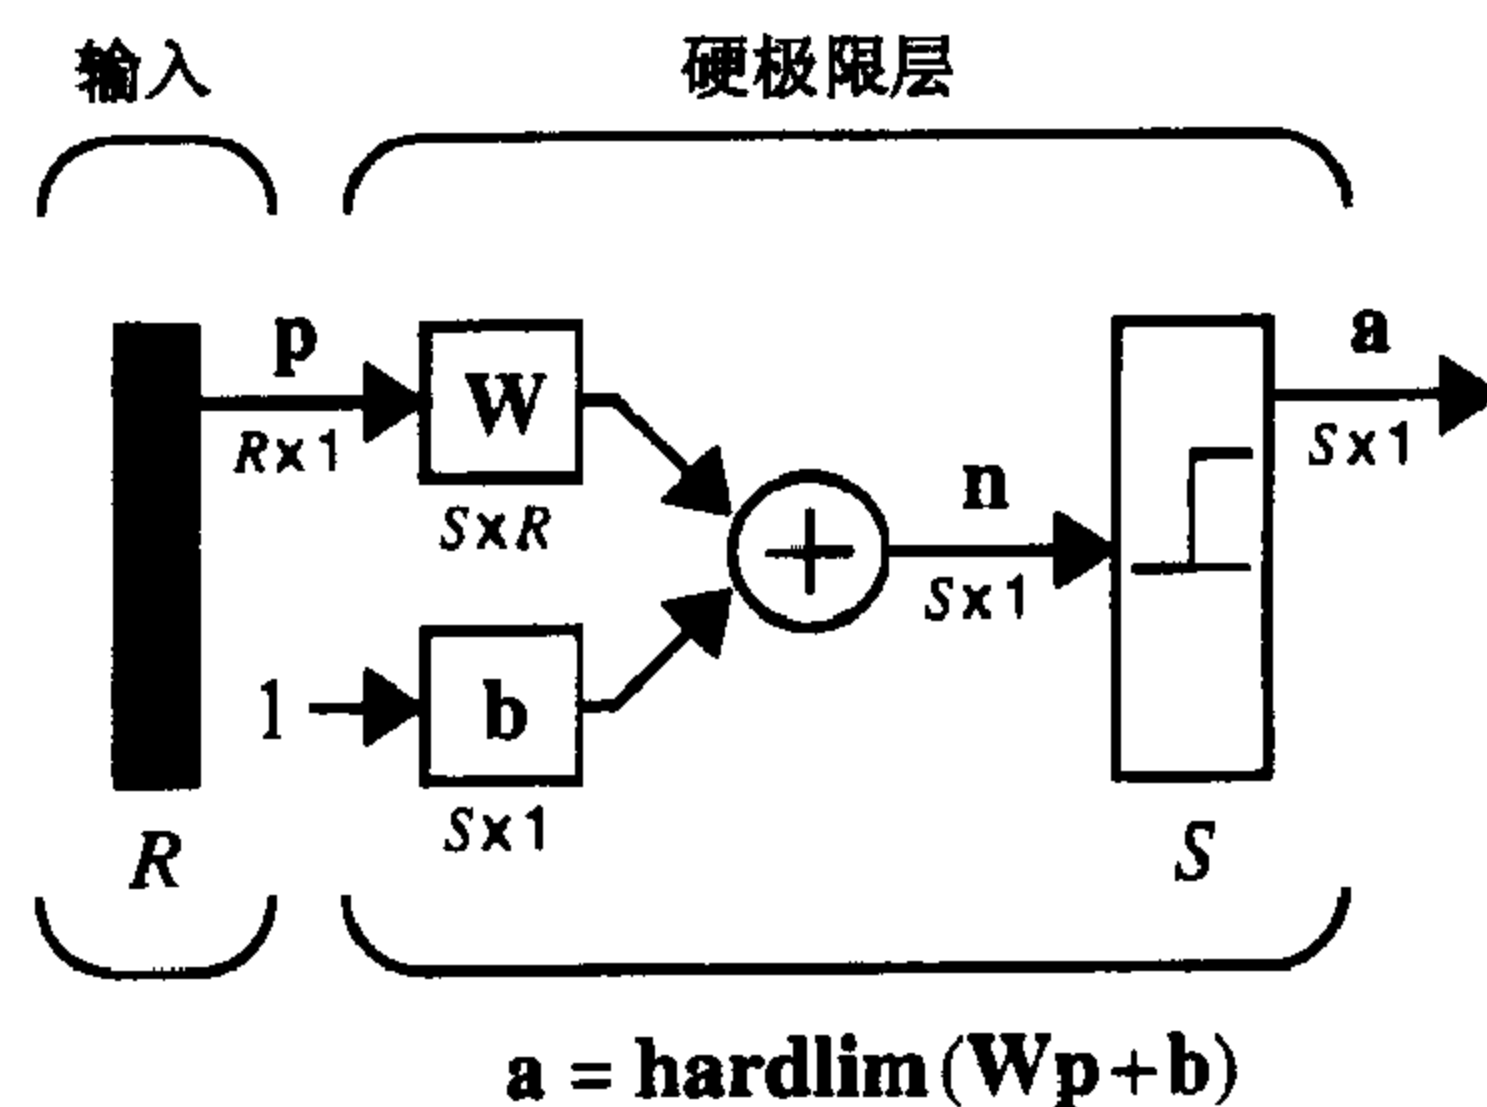 输入 硬极限层
p a
W
R×1 S×1
n
S×R
S×1
1 b
S×1
R S
a = hardlim(Wp+b)